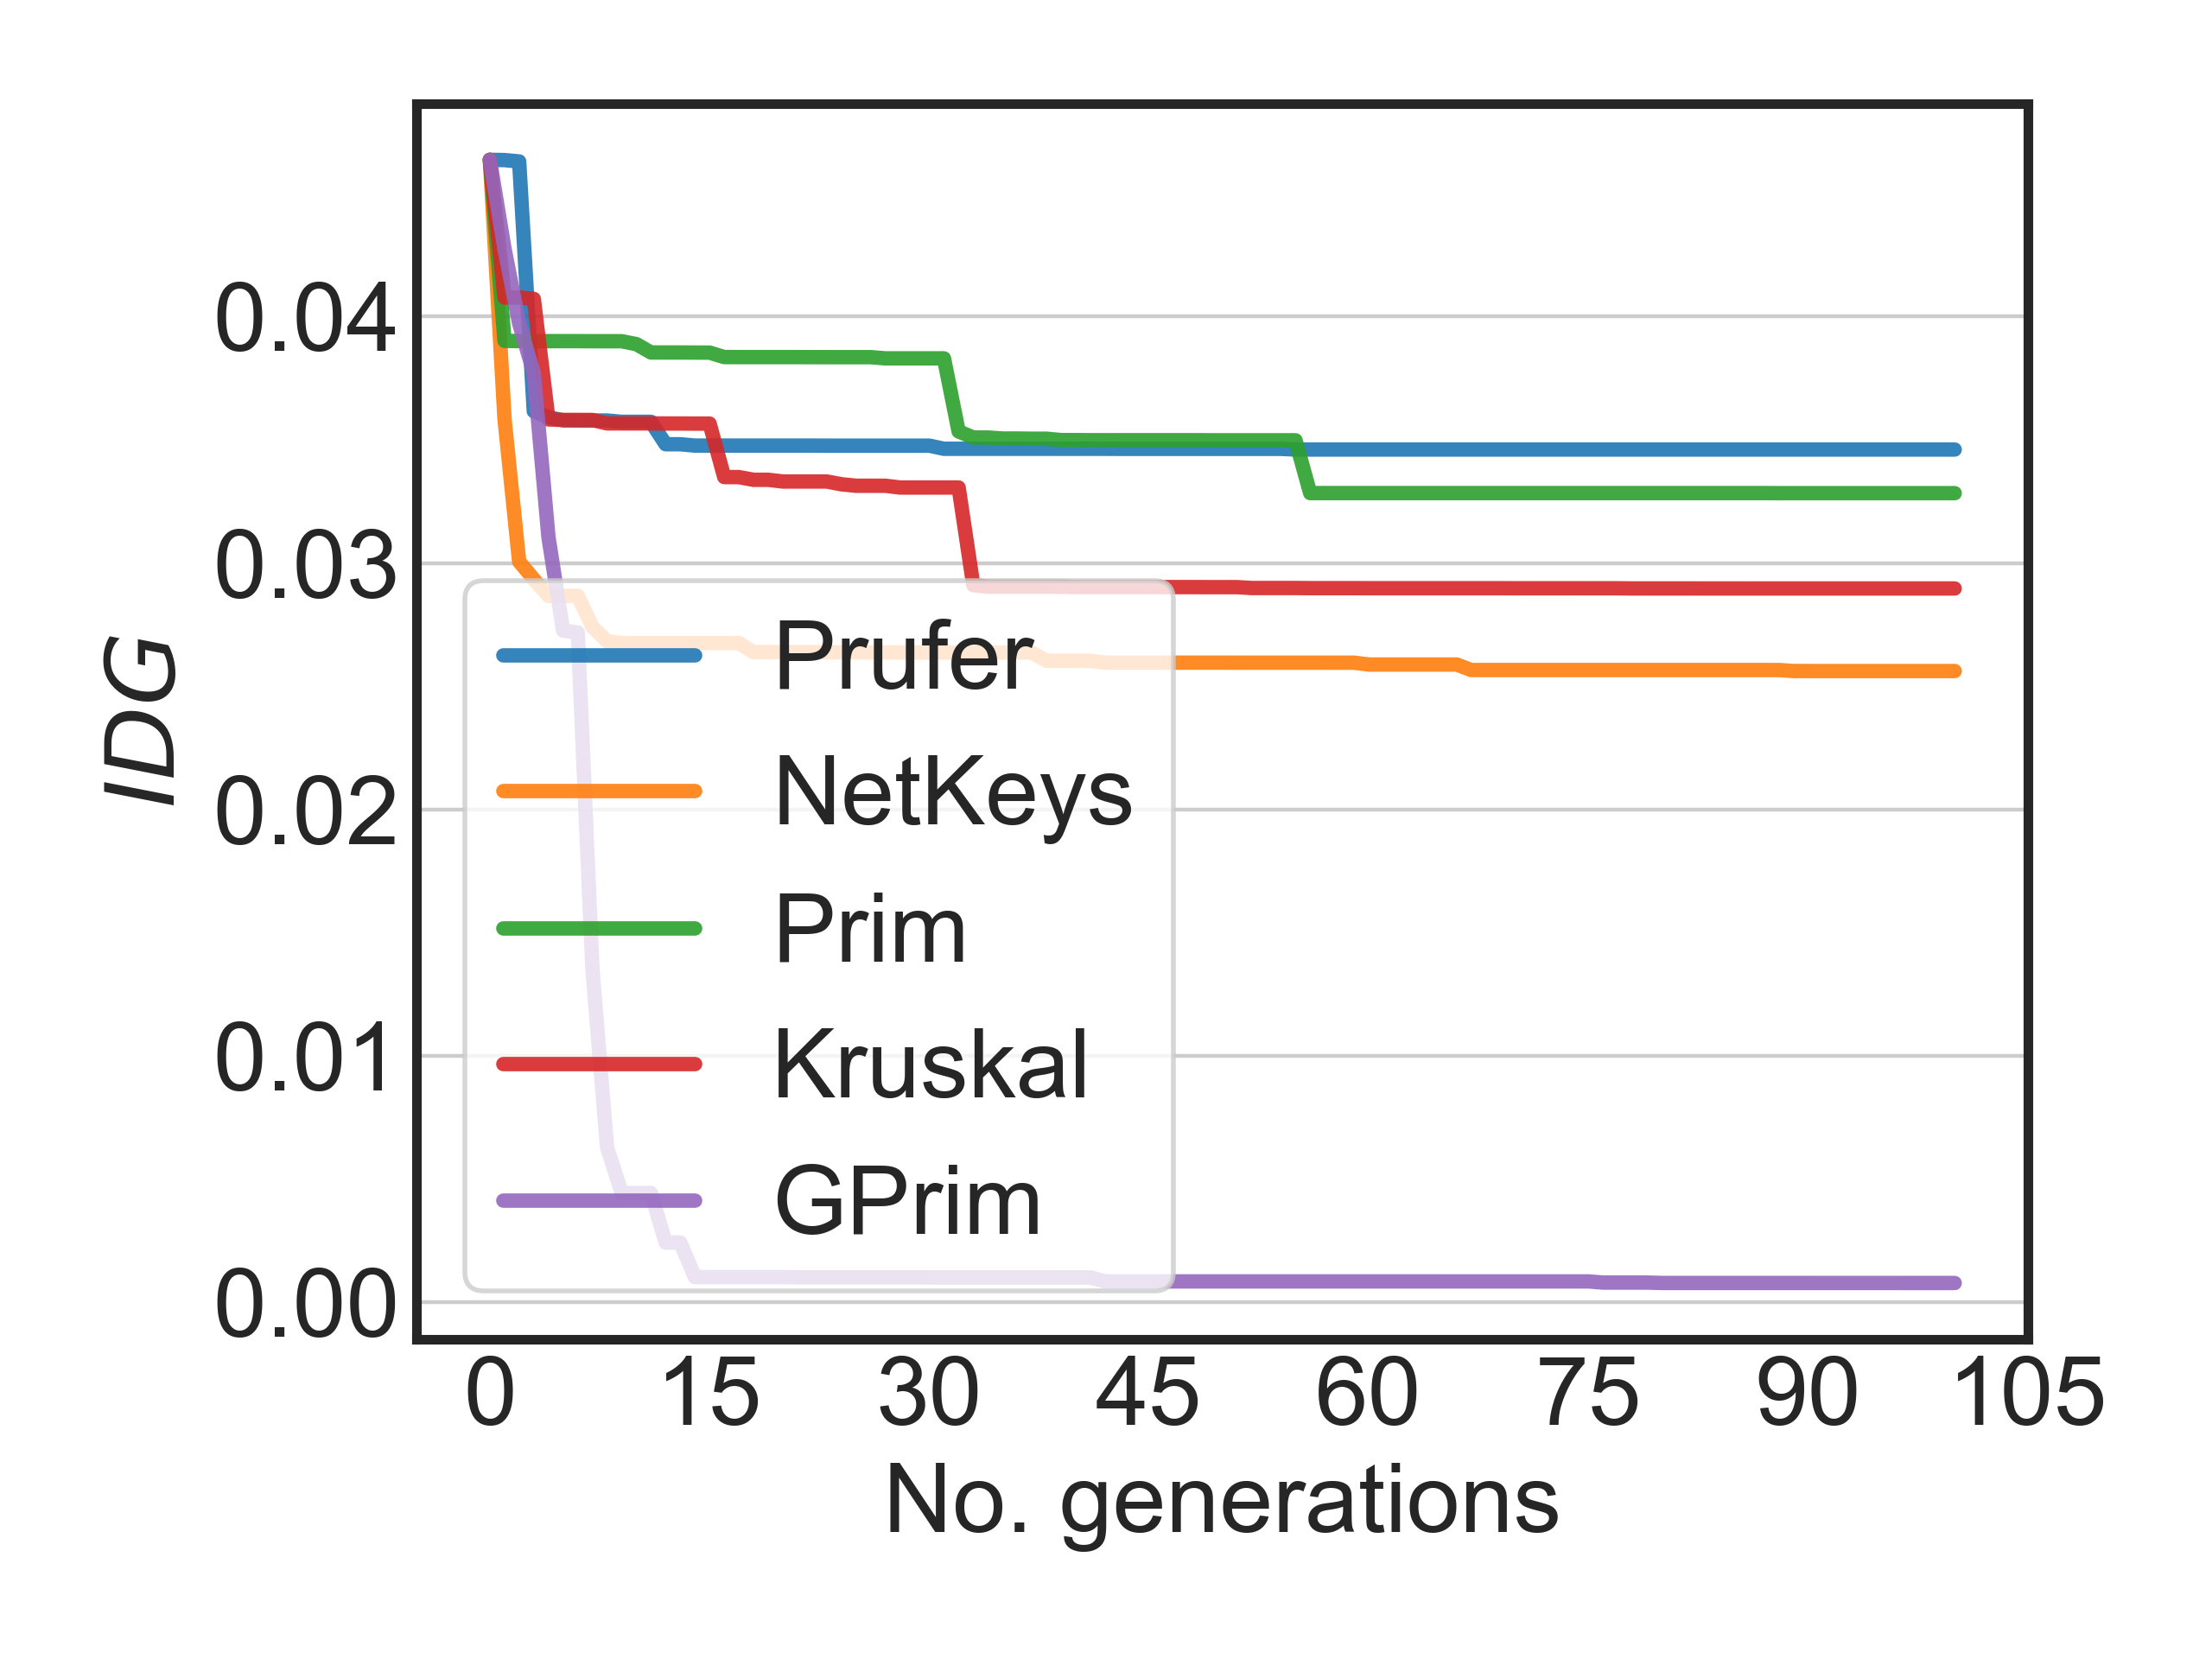 0.04
0.03
0.02
0.01
0.00
IDG
Prufer
NetKeys
Prim
Kruskal
GPrim
0 15 30 45 60 75 90 105
No. generations